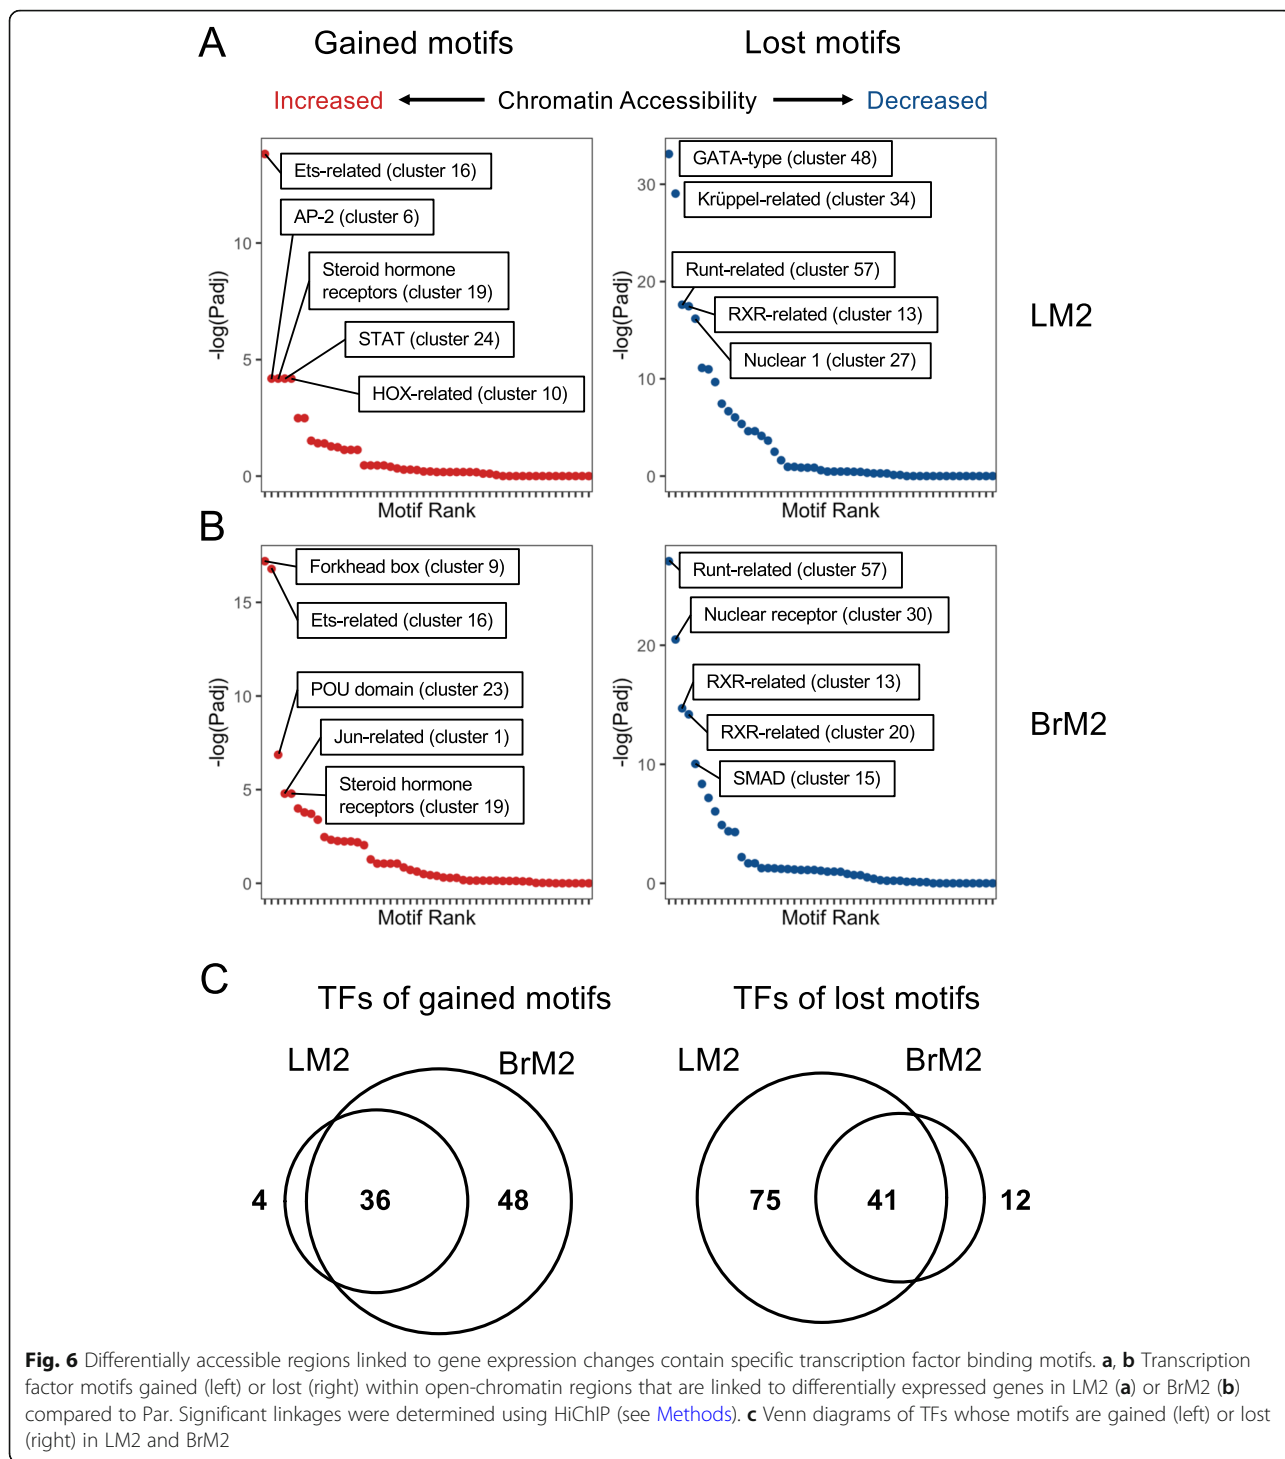 A
Gained motifs
Lost motifs
Increased
Chromatin Accessibility
Decreased
-log(Padj)
10
5
0
Ets-related (cluster 16)
AP-2 (cluster 6)
Steroid hormone
receptors (cluster 19)
STAT (cluster 24)
HOX-related (cluster 10)
Motif Rank
-log(Padj)
30
20
10
0
GATA-type (cluster 48)
Krüppel-related (cluster 34)
Runt-related (cluster 57)
RXR-related (cluster 13)
Nuclear 1 (cluster 27)
Motif Rank
LM2
B
-log(Padj)
15
10
5
0
Forkhead box (cluster 9)
Ets-related (cluster 16)
POU domain (cluster 23)
Jun-related (cluster 1)
Steroid hormone
receptors (cluster 19)
Motif Rank
-log(Padj)
20
10
0
Runt-related (cluster 57)
Nuclear receptor (cluster 30)
RXR-related (cluster 13)
RXR-related (cluster 20)
SMAD (cluster 15)
Motif Rank
BrM2
C
TFs of gained motifs
LM2
BrM2
4
36
48
TFs of lost motifs
LM2
BrM2
75
41
12
Fig. 6 Differentially accessible regions linked to gene expression changes contain specific transcription factor binding motifs. a, b Transcription
factor motifs gained (left) or lost (right) within open-chromatin regions that are linked to differentially expressed genes in LM2 (a) or BrM2 (b)
compared to Par. Significant linkages were determined using HiChIP (see Methods). c Venn diagrams of TFs whose motifs are gained (left) or lost
(right) in LM2 and BrM2